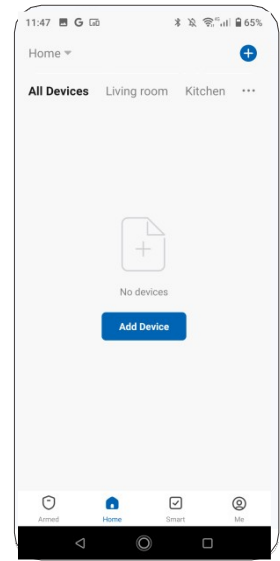 11:47 G 65%
Home
All Devices Living room Kitchen ...
No devices
Add Device
Armed Home Smart Me